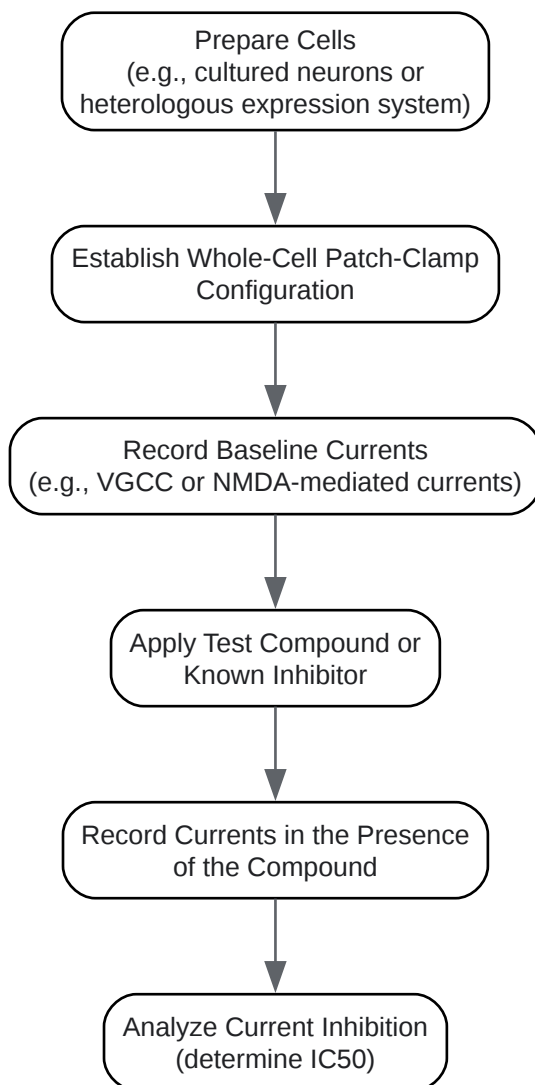 Prepare Cells
(e.g., cultured neurons or
heterologous expression system)
Establish Whole-Cell Patch-Clamp
Configuration
Record Baseline Currents
(e.g., VGCC or NMDA-mediated currents)
Apply Test Compound or
Known Inhibitor
Record Currents in the Presence
of the Compound
Analyze Current Inhibition
(determine IC50)